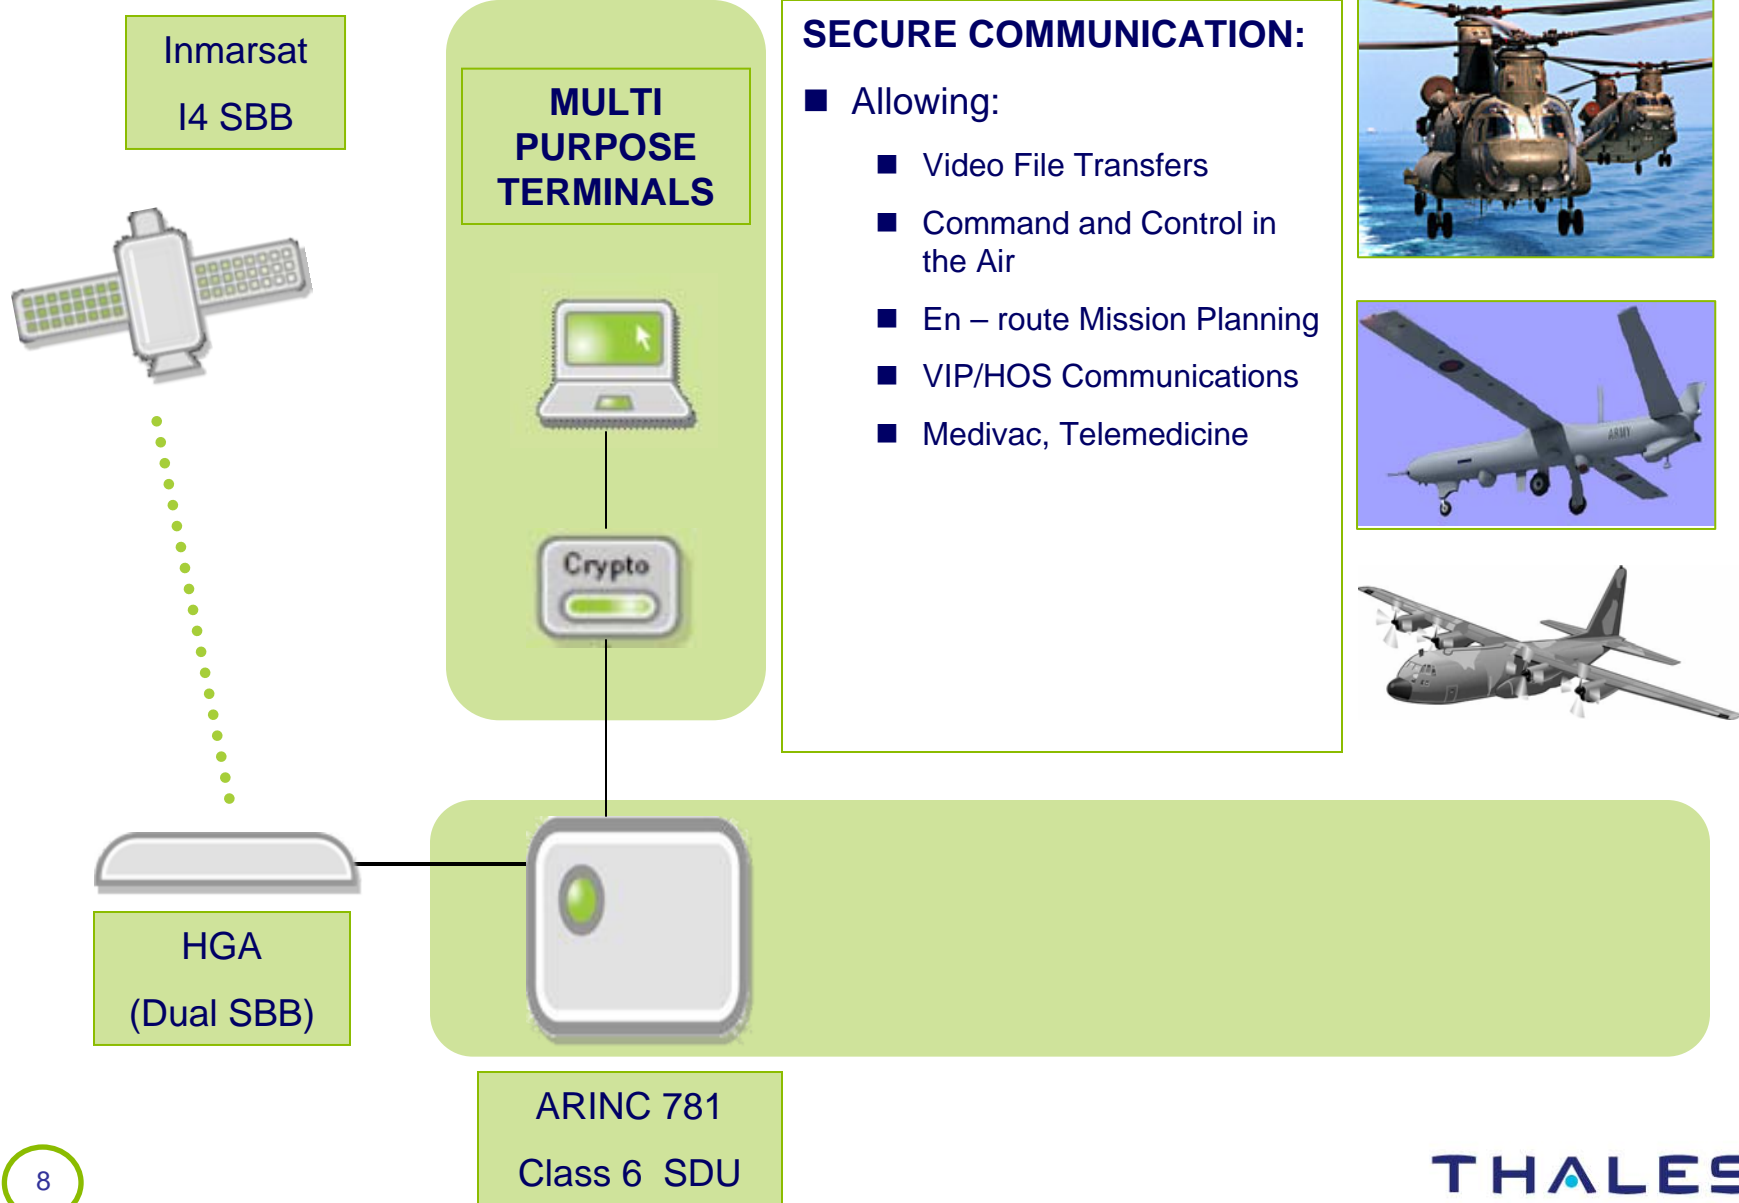 Inmarsat
I4 SBB
MULTI
PURPOSE
TERMINALS
Crypto
SECURE COMMUNICATION:
Allowing:
Video File Transfers
Command and Control in
the Air
En – route Mission Planning
VIP/HOS Communications
Medivac, Telemedicine
ARMY
HGA
(Dual SBB)
ARINC 781
Class 6 SDU
8
THALES